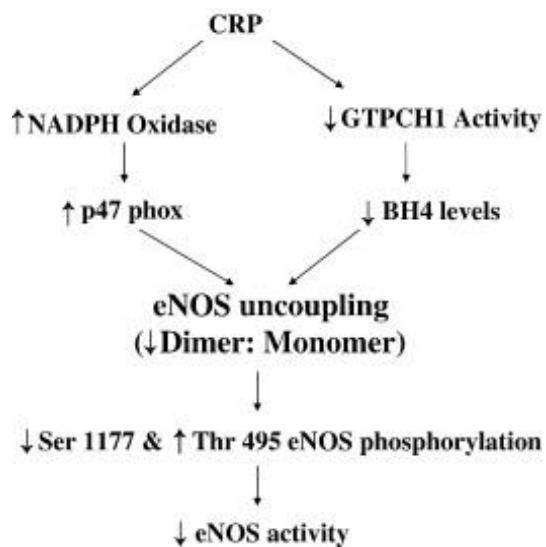 CRP
↑NADPH Oxidase
↓GTPCH1 Activity
↑ p47 phox
↓ BH4 levels
eNOS uncoupling
(↓Dimer: Monomer)
↓Ser 1177 & ↑ Thr 495 eNOS phosphorylation
↓ eNOS activity